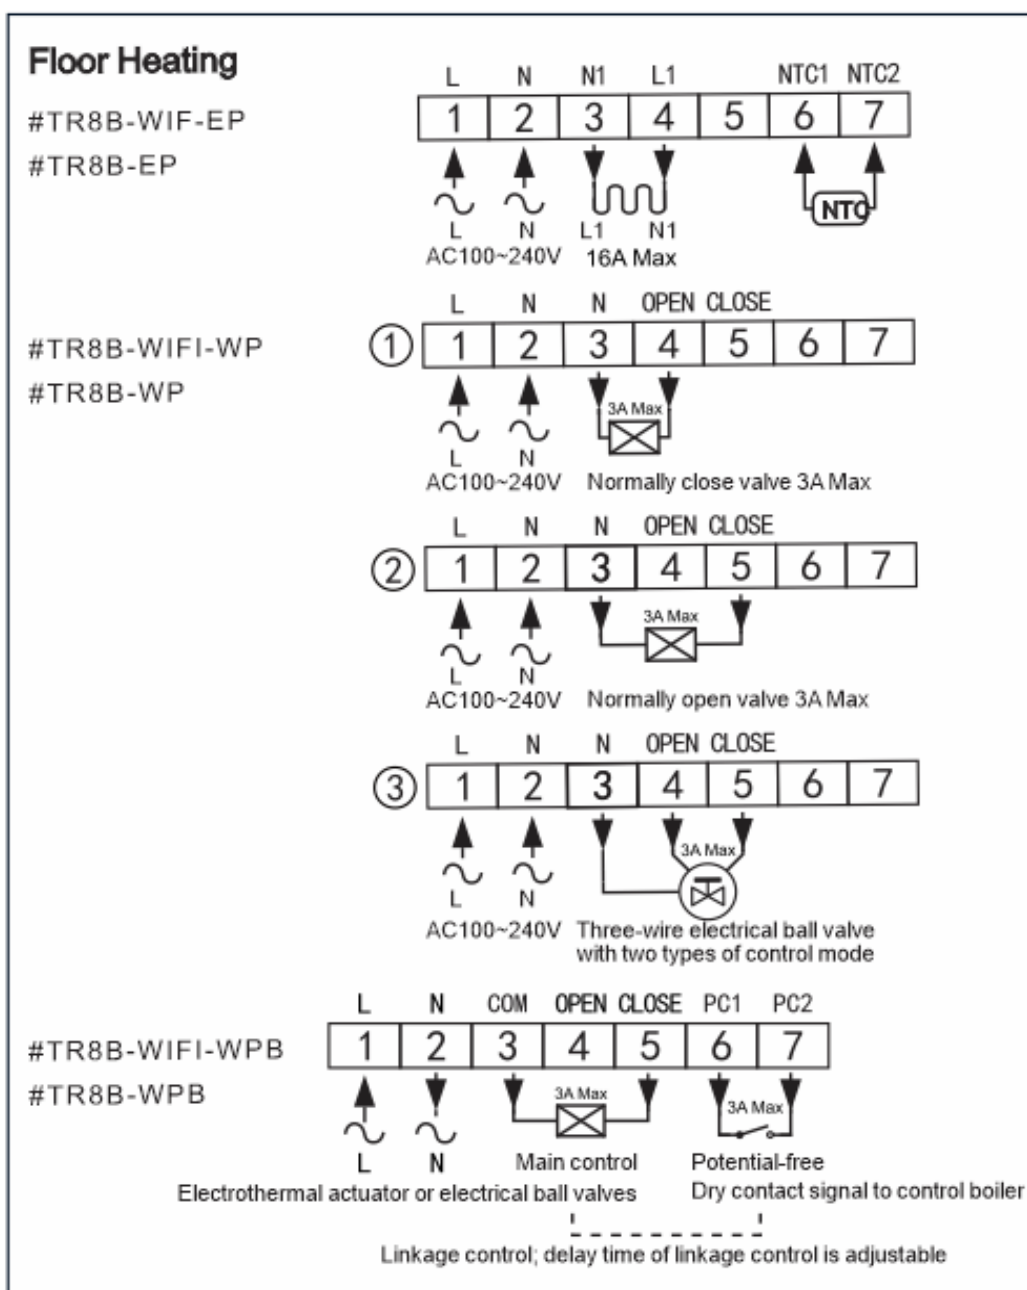 Floor Heating
L N N1 L1 NTC1 NTC2
#TR8B-WIF-EP
1 2 3 4 5 6 7
#TR8B-EP
NTC
L N L1 N1
AC100~240V 16A Max
L N N OPEN CLOSE
#TR8B-WIFI-WP
① 1 2 3 4 5 6 7
#TR8B-WP
3A Max
L N
AC100~240V Normally close valve 3A Max
L N N OPEN CLOSE
② 1 2 3 4 5 6 7
3A Max
L N
AC100~240V Normally open valve 3A Max
L N N OPEN CLOSE
③ 1 2 3 4 5 6 7
3A Max
L N
AC100~240V Three-wire electrical ball valve
with two types of control mode
L N COM OPEN CLOSE PC1 PC2
#TR8B-WIFI-WPB
1 2 3 4 5 6 7
#TR8B-WPB
3A Max 3A Max
L N Main control Potential-free
Electrothermal actuator or electrical ball valves Dry contact signal to control boiler
Linkage control; delay time of linkage control is adjustable